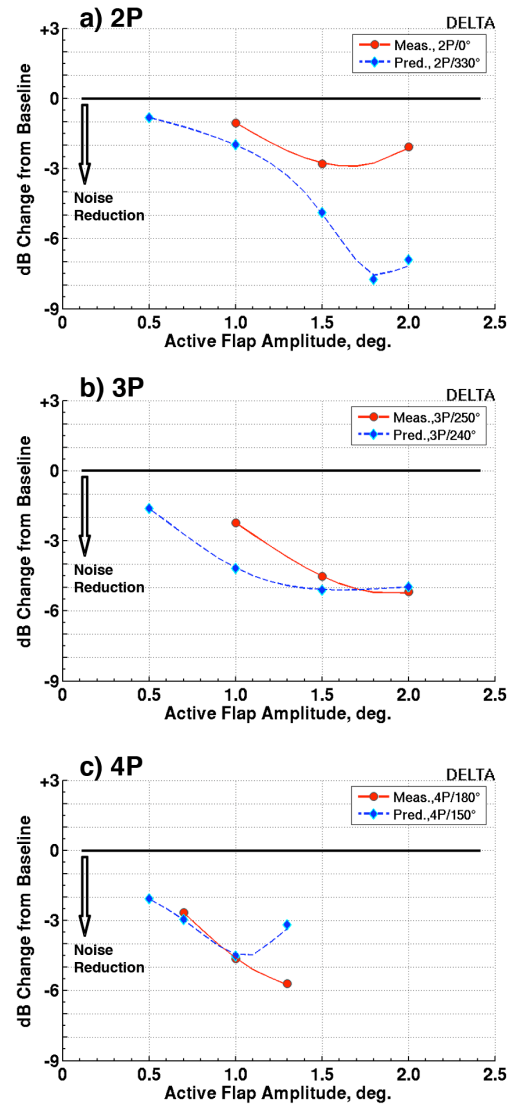 a) 2P
DELTA
+3
Meas., 2P/0°
Pred., 2P/330°
0
-3
Noise
Reduction
-6
-9
dB Change from Baseline
0 0.5 1.0 1.5 2.0 2.5
Active Flap Amplitude, deg.
b) 3P
DELTA
+3
Meas.,3P/250°
Pred.,3P/240°
0
-3
Noise
Reduction
-6
-9
dB Change from Baseline
0 0.5 1.0 1.5 2.0 2.5
Active Flap Amplitude, deg.
c) 4P
DELTA
+3
Meas.,4P/180°
Pred.,4P/150°
0
-3
Noise
Reduction
-6
-9
dB Change from Baseline
0 0.5 1.0 1.5 2.0 2.5
Active Flap Amplitude, deg.